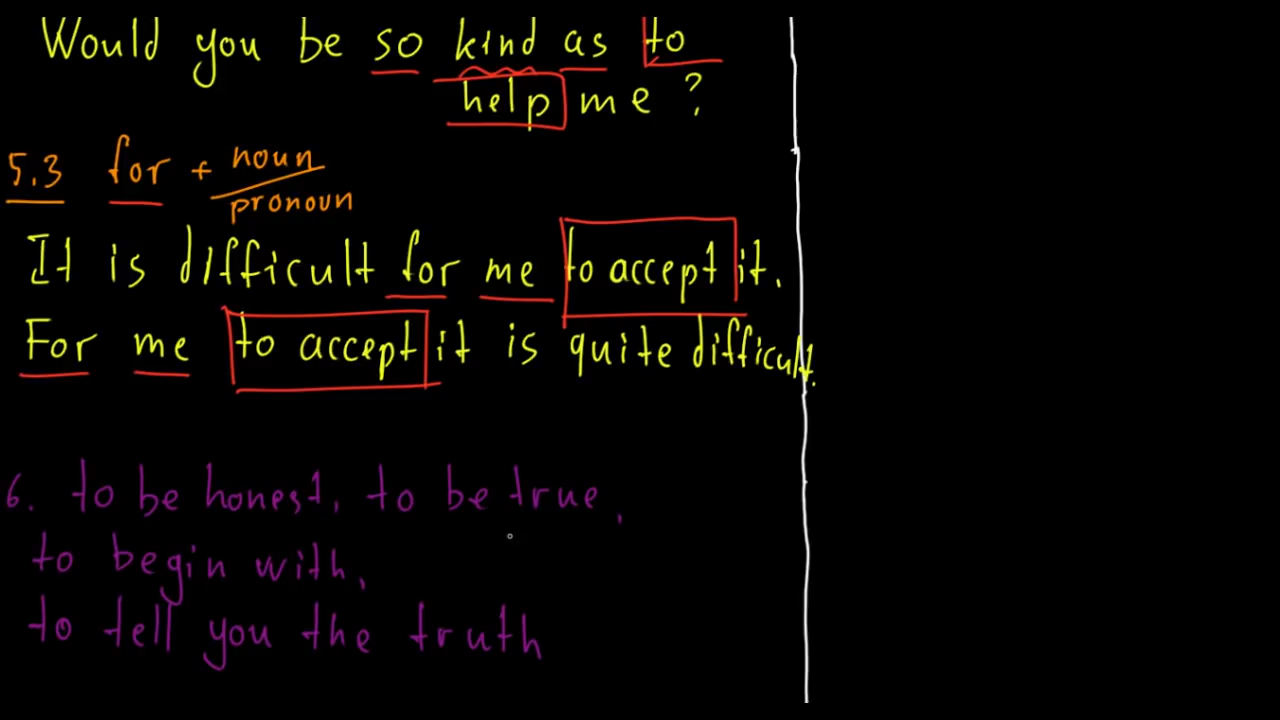 Would you be so kind as to
help me ?
5.3 for + noun
pronoun
It is difficult for me to accept it.
For me to accept it is quite difficult.
6. to be honest, to be true,
to begin with,
to tell you the truth